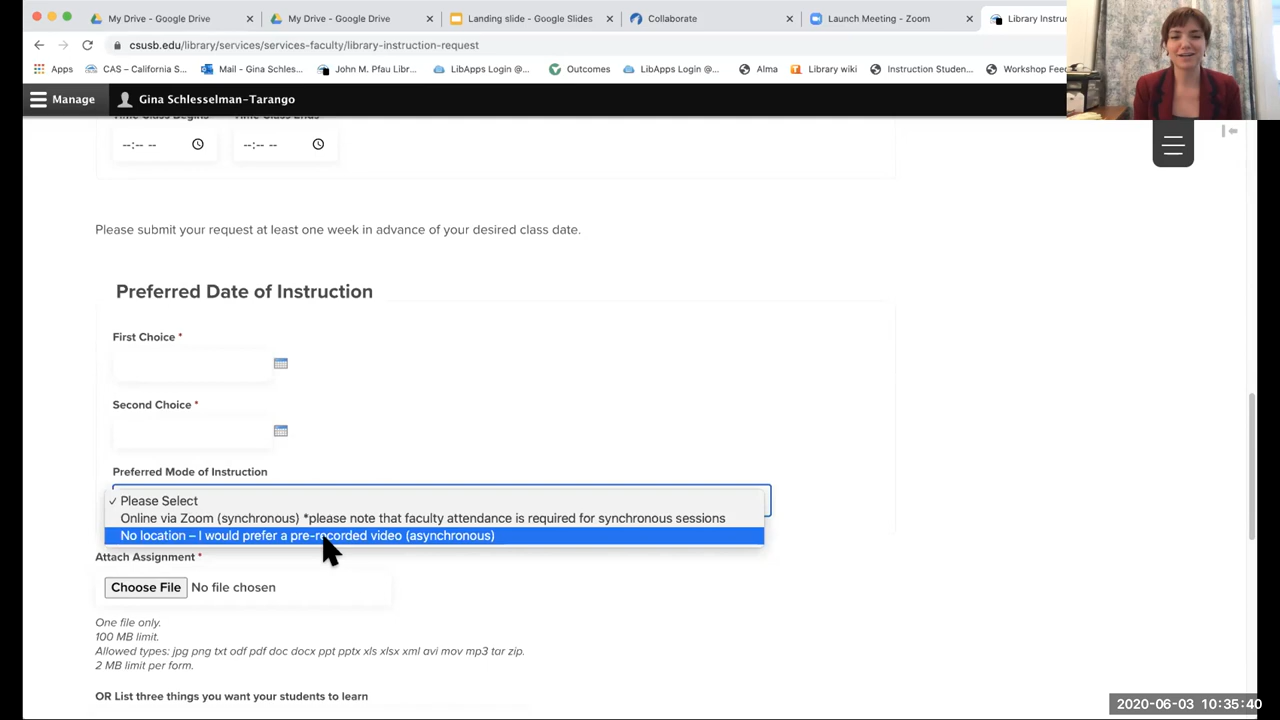 My Drive - Google Drive
My Drive - Google Drive
Landing slide - Google Slides
Collaborate
Launch Meeting - Zoom
Library Instruc
csusb.edu/library/services/services-faculty/library-instruction-request
Apps
CAS – California S...
Mail - Gina Schles...
John M. Pfau Libr...
LibApps Login @...
Outcomes
LibApps Login @...
Alma
Library wiki
Instruction Studen...
Workshop Feed
Manage
Gina Schlesselman-Tarango
Time Class Begins
Time Class Ends
--:-- --
--:-- --
Please submit your request at least one week in advance of your desired class date.
Preferred Date of Instruction
First Choice *
Second Choice *
Preferred Mode of Instruction
✓ Please Select
Online via Zoom (synchronous) *please note that faculty attendance is required for synchronous sessions
No location – I would prefer a pre-recorded video (asynchronous)
Attach Assignment *
Choose File No file chosen
One file only.
100 MB limit.
Allowed types: jpg png txt odf pdf doc docx ppt pptx xls xlsx xml avi mov mp3 tar zip.
2 MB limit per form.
OR List three things you want your students to learn
2020-06-03 10:35:40